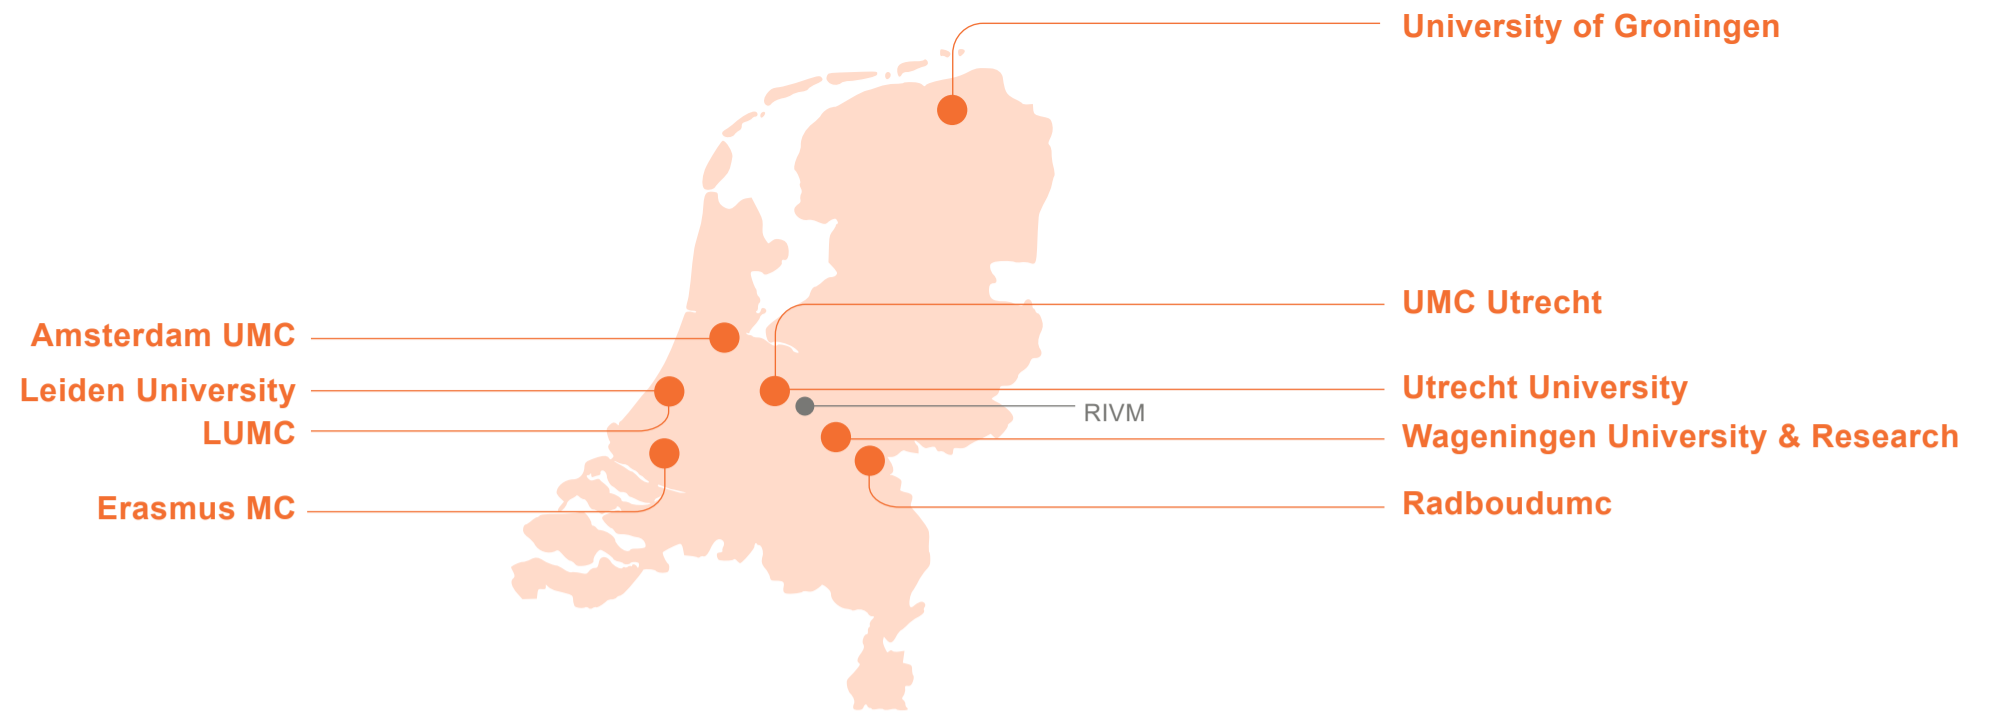 University of Groningen
Amsterdam UMC
Leiden University
LUMC
Erasmus MC
UMC Utrecht
Utrecht University
RIVM
Wageningen University & Research
Radboudumc